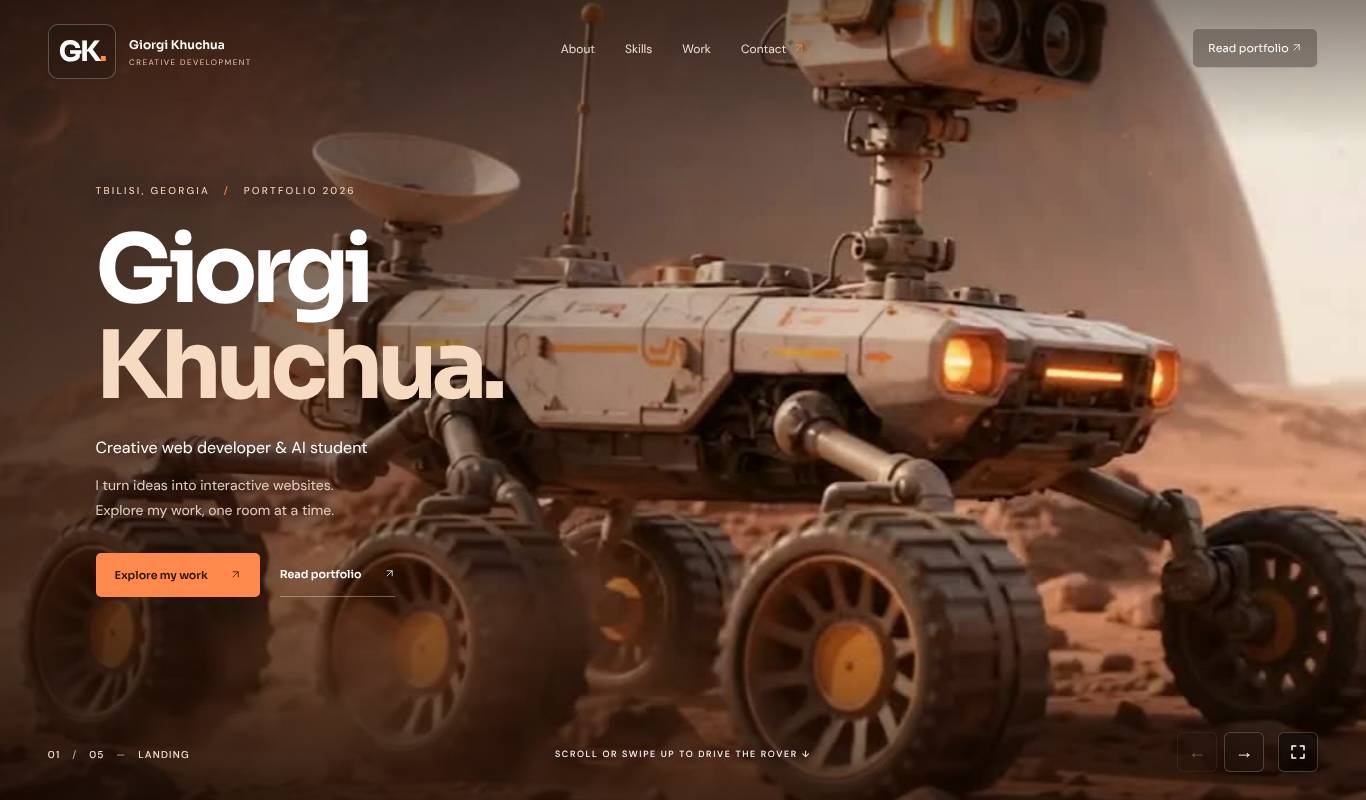 GK.
Giorgi Khuchua
CREATIVE DEVELOPMENT
About
Skills
Work
Contact ↗
Read portfolio ↗
TBILISI, GEORGIA / PORTFOLIO 2026
Giorgi
Khuchua.
Creative web developer & AI student
I turn ideas into interactive websites.
Explore my work, one room at a time.
Explore my work ↗
Read portfolio ↗
01 / 05 — LANDING
SCROLL OR SWIPE UP TO DRIVE THE ROVER ↓
← →